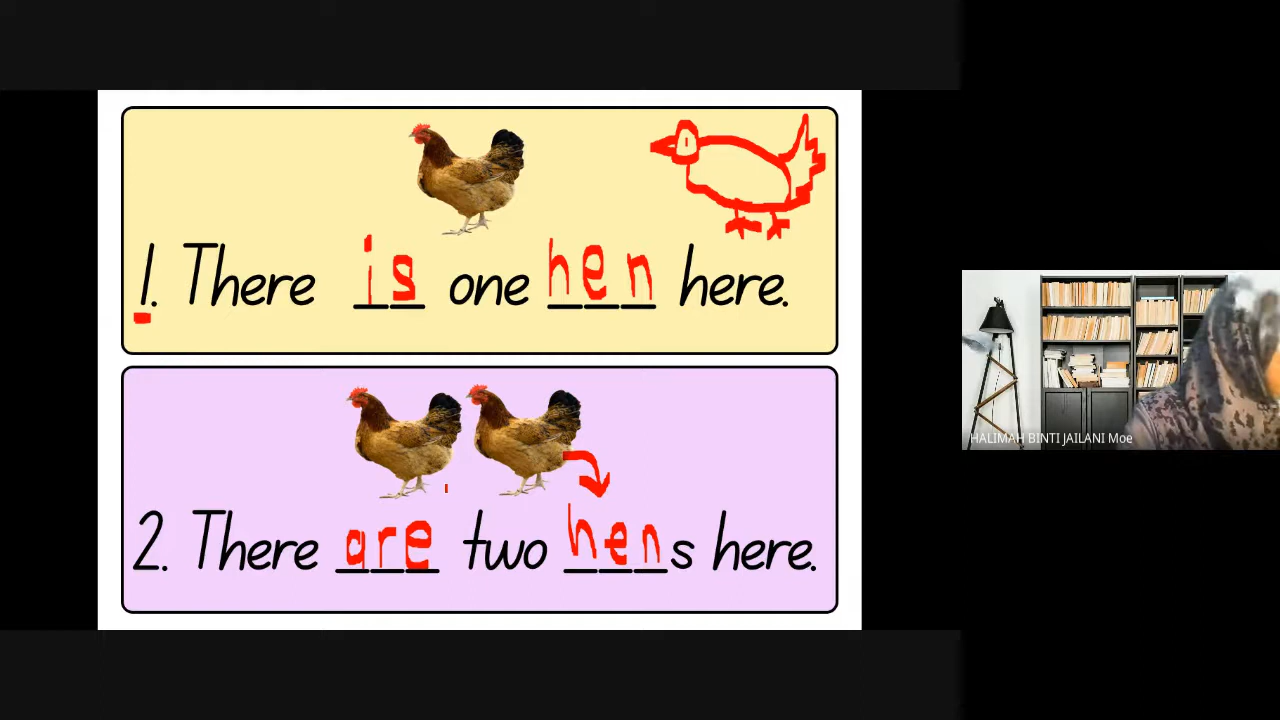 1. There is one hen here.
2. There are two hens here.
HALIMAH BINTI JAILANI Moe